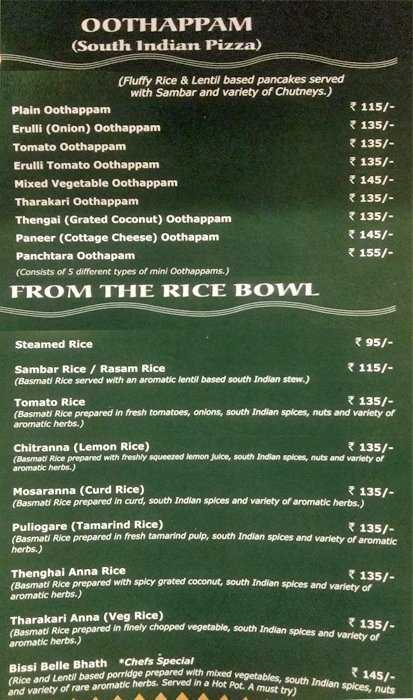 OOTHAPPAM
(South Indian Pizza)
(Fluffy Rice & Lentil based pancakes served
with Sambar and variety of Chutneys.)
Plain Oothappam ₹ 115/-
Erulli (Onion) Oothappam ₹ 135/-
Tomato Oothappam ₹ 135/-
Erulli Tomato Oothappam ₹ 135/-
Mixed Vegetable Oothappam ₹ 145/-
Tharakari Oothappam ₹ 135/-
Thengai (Grated Coconut) Oothappam ₹ 135/-
Paneer (Cottage Cheese) Oothapam ₹ 145/-
Panchtara Oothapam ₹ 155/-
(Consists of 5 different types of mini Oothappams.)
FROM THE RICE BOWL
Steamed Rice ₹ 95/-
Sambar Rice / Rasam Rice ₹ 115/-
(Basmati Rice served with an aromatic lentil based south Indian stew.)
Tomato Rice ₹ 135/-
(Basmati Rice prepared in fresh tomatoes, onions, south Indian spices, nuts and variety of
aromatic herbs.)
Chitranna (Lemon Rice) ₹ 135/-
(Basmati Rice prepared with freshly squeezed lemon juice, south Indian spices, nuts and variety of
aromatic herbs.)
Mosaranna (Curd Rice) ₹ 135/-
(Basmati Rice prepared in curd, south Indian spices and variety of aromatic herbs.)
Puliogare (Tamarind Rice) ₹ 135/-
(Basmati Rice prepared in fresh tamarind pulp, south Indian spices and variety of aromatic
herbs.)
Thenghai Anna Rice ₹ 135/-
(Basmati Rice prepared with spicy grated coconut, south Indian spices and variety of
aromatic herbs.)
Tharakari Anna (Veg Rice) ₹ 135/-
(Basmati Rice prepared in finely chopped vegetable, south Indian spices and variety of
aromatic herbs.)
Bissi Belle Bhath *Chefs Special ₹ 145/-
(Rice and Lentil based porridge prepared with mixed vegetables, south Indian spices, nuts
and variety of rare aromatic herbs. Served in a Hot Pot. A must try)